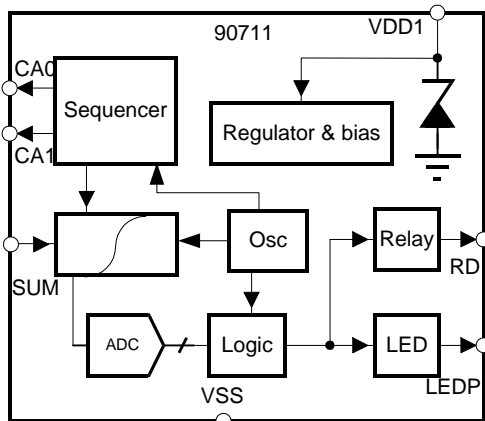 90711
VDD1
CA0
Sequencer
CA1
Regulator & bias
Osc
Relay
RD
SUM
ADC
Logic
LED
LEDP
VSS